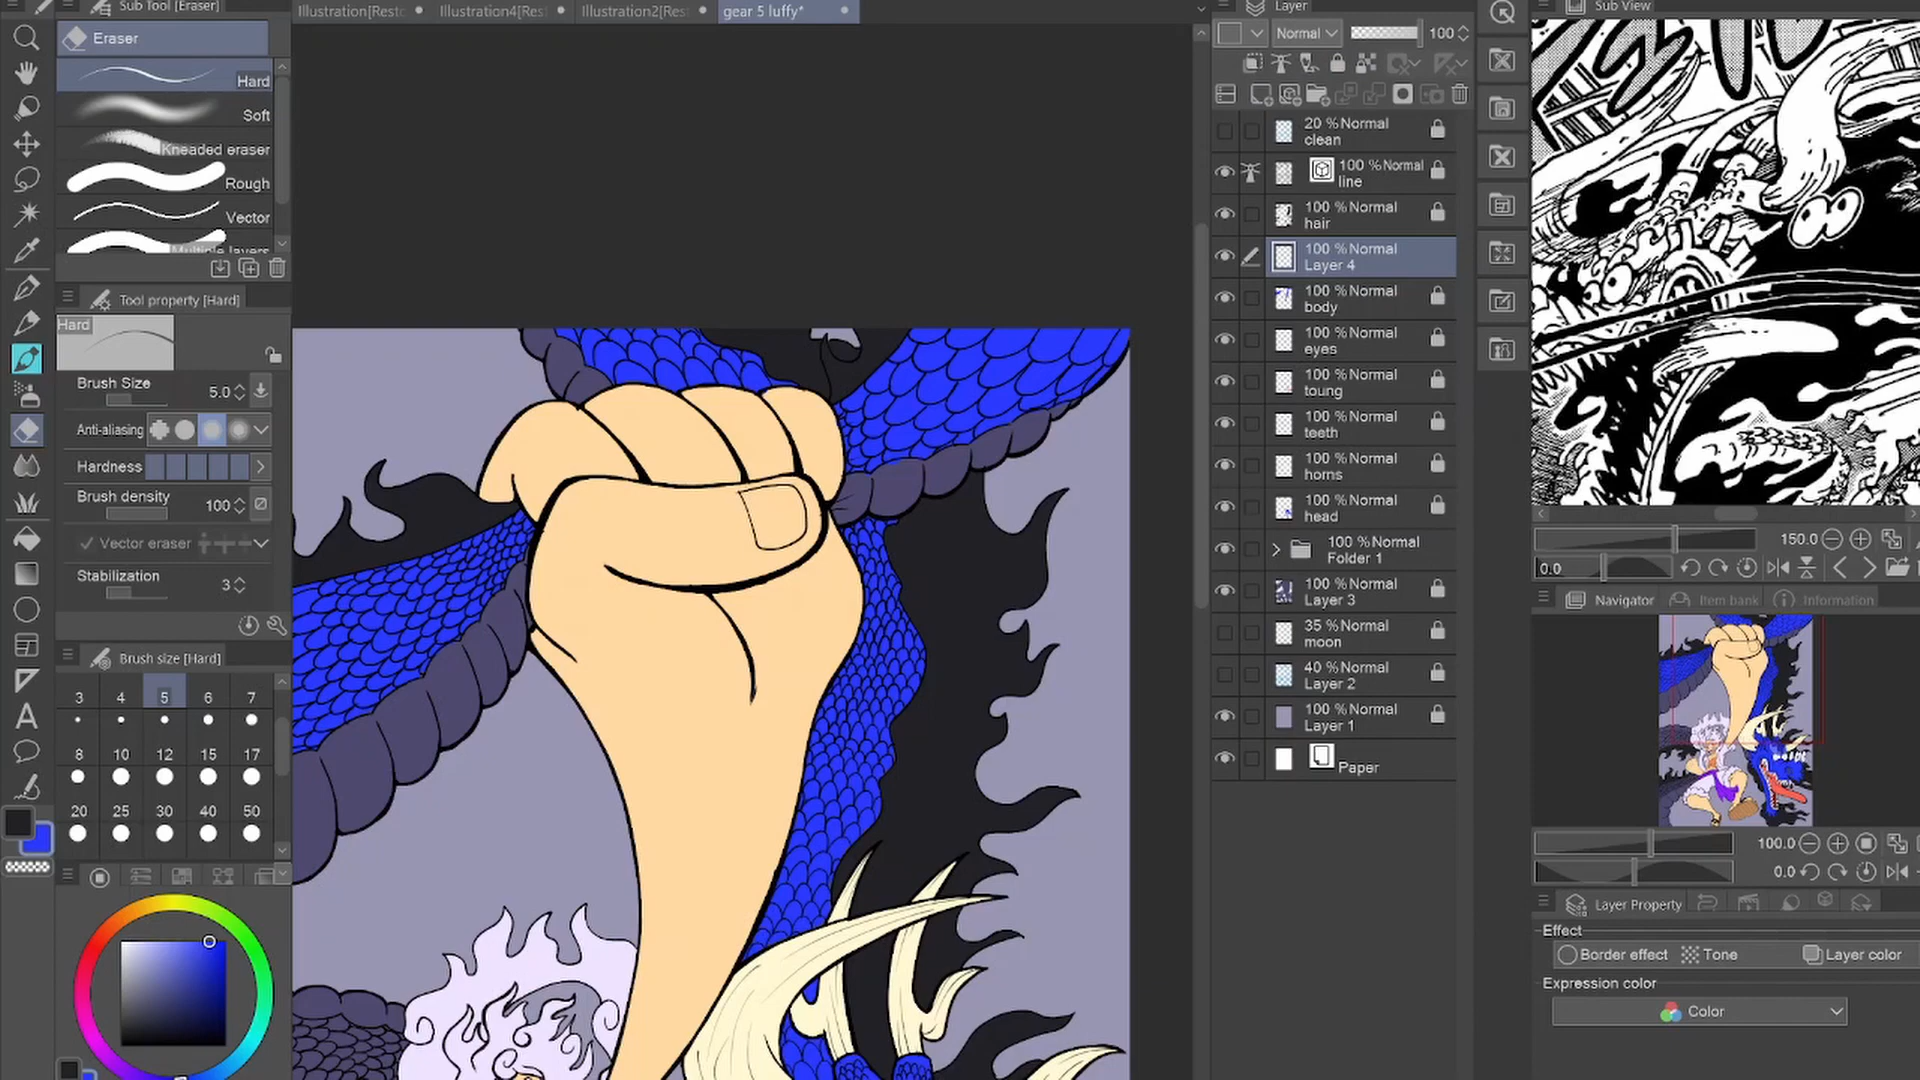 Sub Tool [Eraser]
Eraser
Hard
Soft
Kneaded eraser
Rough
Vector
Multiple layers
Tool property [Hard]
Hard
Brush Size 5.0
Anti-aliasing
Hardness
Brush density 100
Vector eraser
Stabilization 3
Brush size [Hard]
3 4 5 6 7
8 10 12 15 17
20 25 30 40 50
Illustration[Resto Illustration4[Res Illustration2[Res gear 5 luffy*
Layer
Normal 100
20 %Normal
clean
100 %Normal
line
100 %Normal
hair
100 %Normal
Layer 4
100 %Normal
body
100 %Normal
eyes
100 %Normal
toung
100 %Normal
teeth
100 %Normal
horns
100 %Normal
head
100 %Normal
Folder 1
100 %Normal
Layer 3
35 %Normal
moon
40 %Normal
Layer 2
100 %Normal
Layer 1
Paper
Sub View
150.0
0.0
Navigator Item bank Information
100.0
0.0
Layer Property
Effect
Border effect Tone Layer color
Expression color
Color